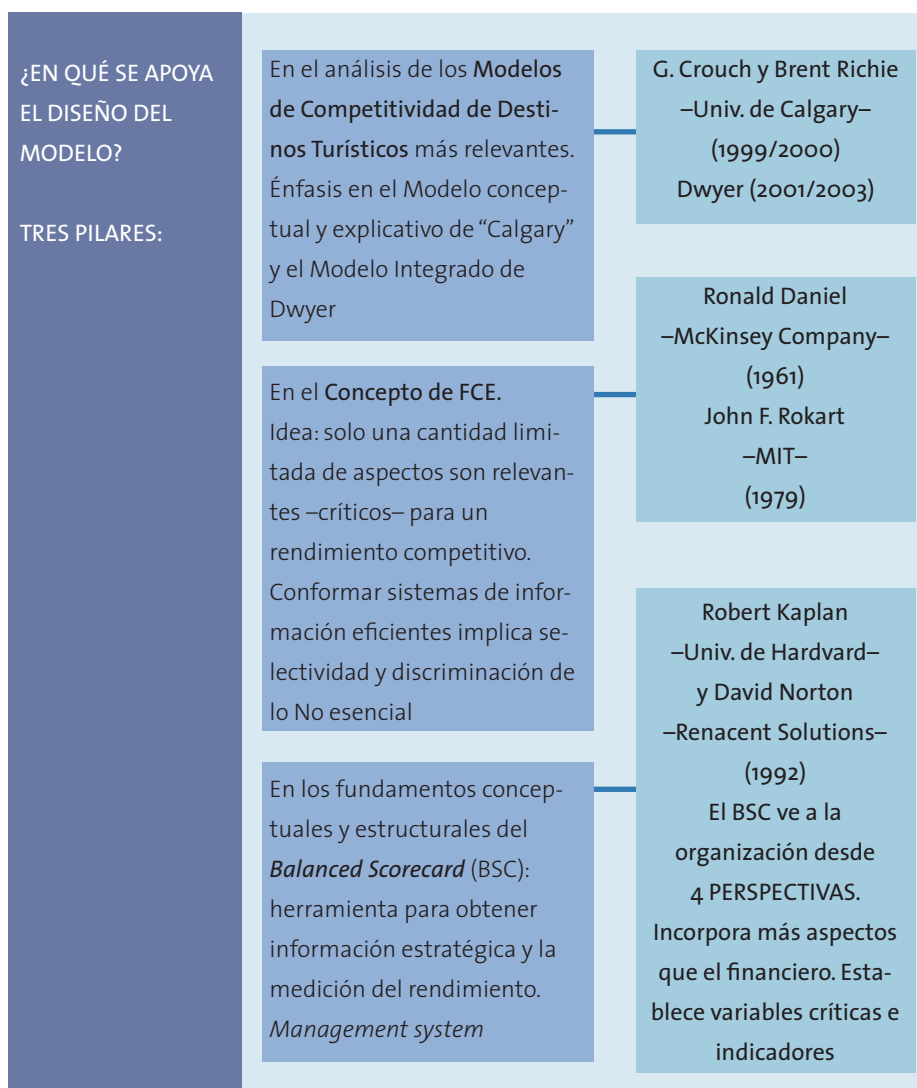 ¿EN QUÉ SE APOYA
EL DISEÑO DEL
MODELO?
TRES PILARES:
En el análisis de los Modelos
de Competitividad de Desti-
nos Turísticos más relevantes.
Énfasis en el Modelo concep-
tual y explicativo de “Calgary”
y el Modelo Integrado de
Dwyer
G. Crouch y Brent Richie
–Univ. de Calgary–
(1999/2000)
Dwyer (2001/2003)
En el Concepto de FCE.
Idea: solo una cantidad limi-
tada de aspectos son relevan-
tes –críticos– para un
rendimiento competitivo.
Conformar sistemas de infor-
mación eficientes implica se-
lectividad y discriminación de
lo No esencial
Ronald Daniel
–McKinsey Company–
(1961)
John F. Rokart
–MIT–
(1979)
En los fundamentos concep-
tuales y estructurales del
Balanced Scorecard (BSC):
herramienta para obtener
información estratégica y la
medición del rendimiento.
Management system
Robert Kaplan
–Univ. de Hardvard–
y David Norton
–Renacent Solutions–
(1992)
El BSC ve a la
organización desde
4 PERSPECTIVAS.
Incorpora más aspectos
que el financiero. Esta-
blece variables críticas e
indicadores